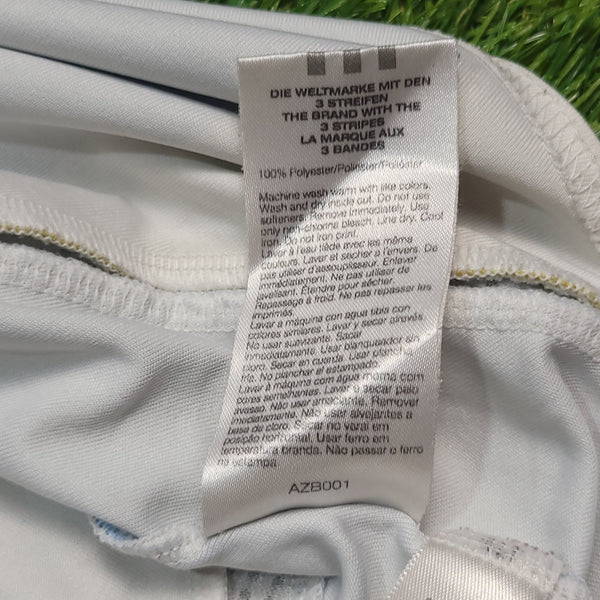 DIE WELTMARKE MIT DEN
3 STREIFEN
THE BRAND WITH THE
3 STRIPES
LA MARQUE AUX
3 BANDES
100% Polyester/Poliéster/Poliéster
Machine wash warm with like colors.
Wash and dry inside out. Do not use
softeners. Remove immediately. Use
only non-chlorine bleach. Line dry. Cool
iron. Do not iron print.
Laver à l'eau tiède avec les même
couleurs. Laver et sécher à l'envers. De
pas utiliser d'assouplisseur. Enlever
immédiatement. Ne pas utiliser de
javellisant. Étendre pour sécher.
Repassage à froid. Ne pas repasser les
imprimés.
Lavar a máquina con agua tibia con
colores similares. Lavar y secar através
No usar suavizante. Sacar
inmediatamente. Usar blanqueador sin
cloro. Secar en cuerda. Usar plancha
fría. No planchar el estampado
Lavar à máquina com água morna com
cores semelhantes. Lavar e secar pelo
avesso. Não usar amaciante. Remover
imediatamente. Não usar alvejantes a
base de cloro. Secar no varal em
posição horizontal. Usar ferro em
temperatura branda. Não passar o ferro
na estampa
AZB001